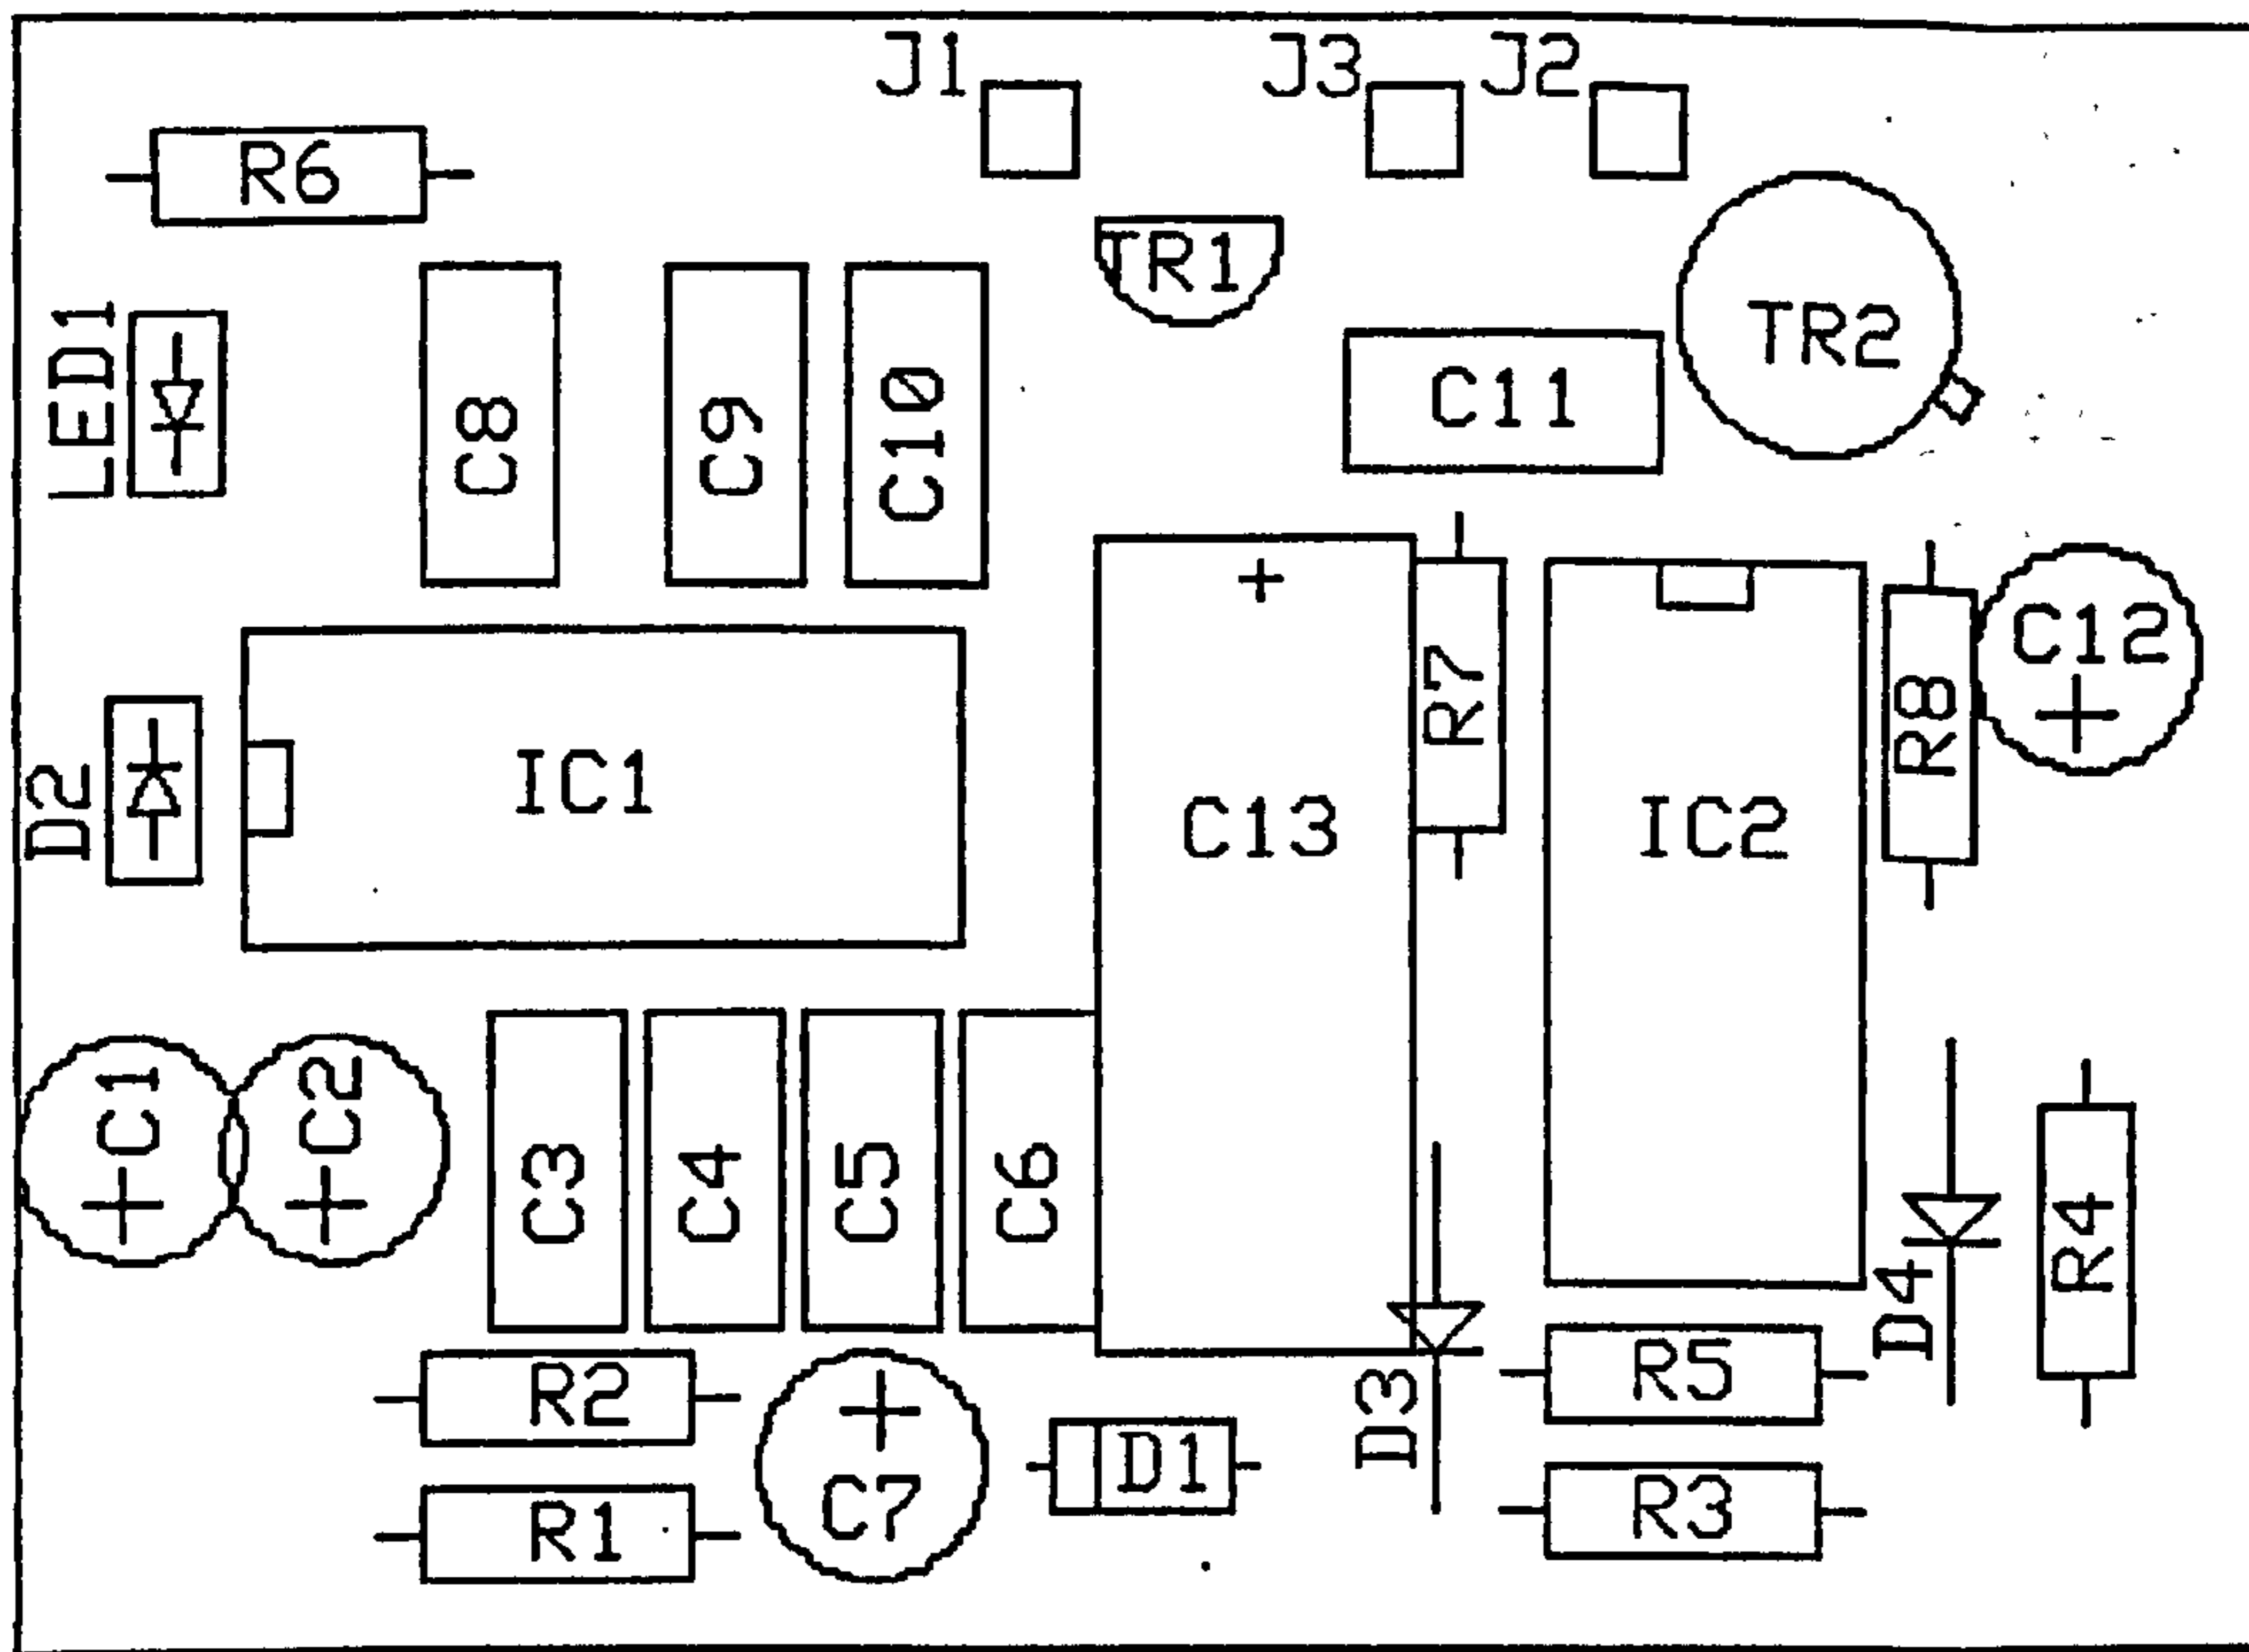 J1
J3
J2
R6
TR1
TR2
LED1
C8
C9
C10
C11
+
R7
C12
+
R8
D2
IC1
C13
IC2
C1
+
C2
+
C3
C4
C5
C6
D4
R4
R2
+
C7
D3
R5
D1
R1
R3